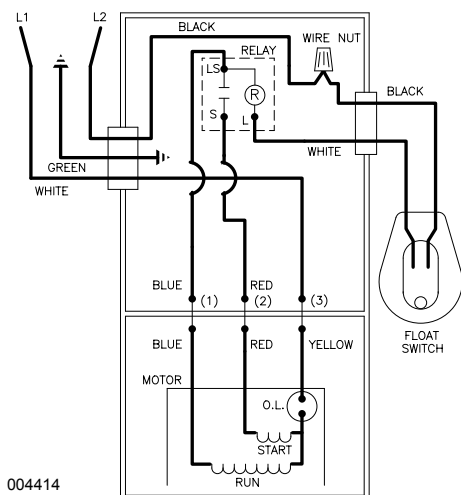 L1
L2
BLACK
WIRE NUT
RELAY
LS
R
BLACK
S
L
WHITE
GREEN
WHITE
BLUE
(1)
RED
(2)
(3)
FLOAT
SWITCH
BLUE
RED
YELLOW
MOTOR
O.L.
START
RUN
004414